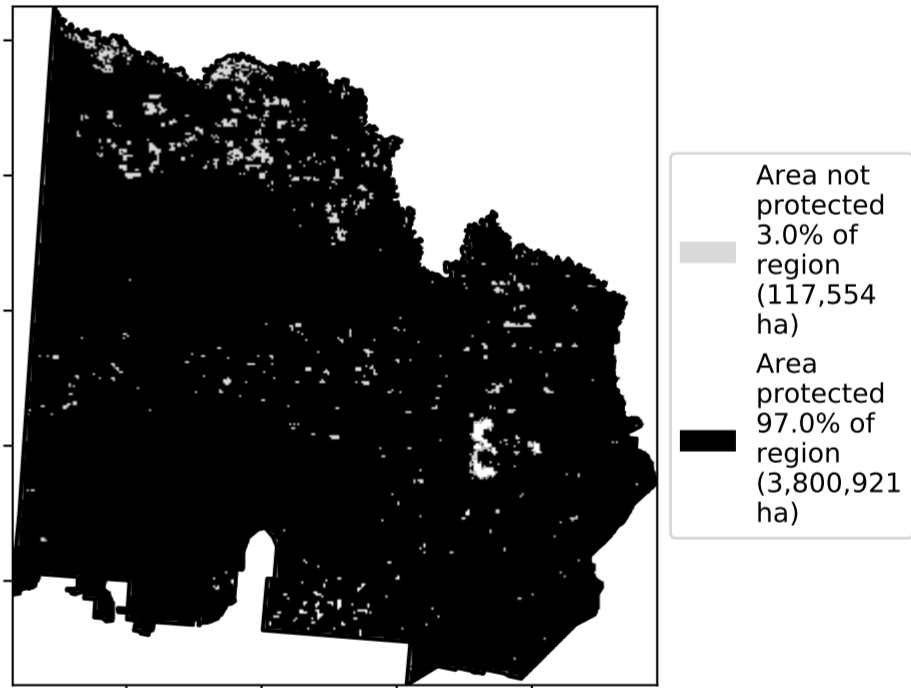 Area not
protected
3.0% of
region
(117,554
ha)
Area
protected
97.0% of
region
(3,800,921
ha)